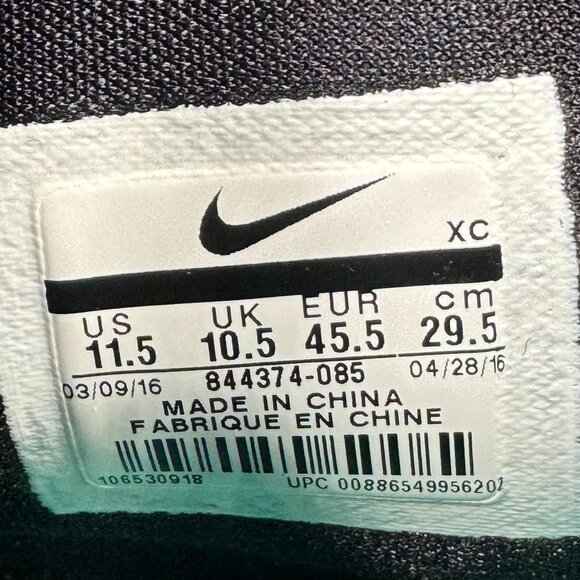 XC
US UK EUR cm
11.5 10.5 45.5 29.5
03/09/16 844374-085 04/28/16
MADE IN CHINA
FABRIQUE EN CHINE
106530918 UPC 00886549956202